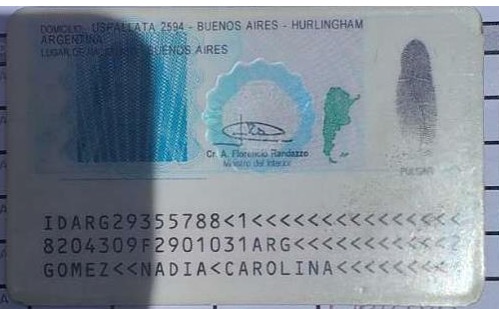 DOMICILIO: USPALLATA 2594 - BUENOS AIRES - HURLINGHAM
ARGENTINA
LUGAR DE BUENOS AIRES
Cr. A. Florencio Randazzo
Ministro del Interior
PULGAR
IDARG29355788<1<<<<<<<<<<<<<<<
8204309F2901031ARG<<<<<<<<<<<2
GOMEZ<<NADIA<CAROLINA<<<<<<<<<